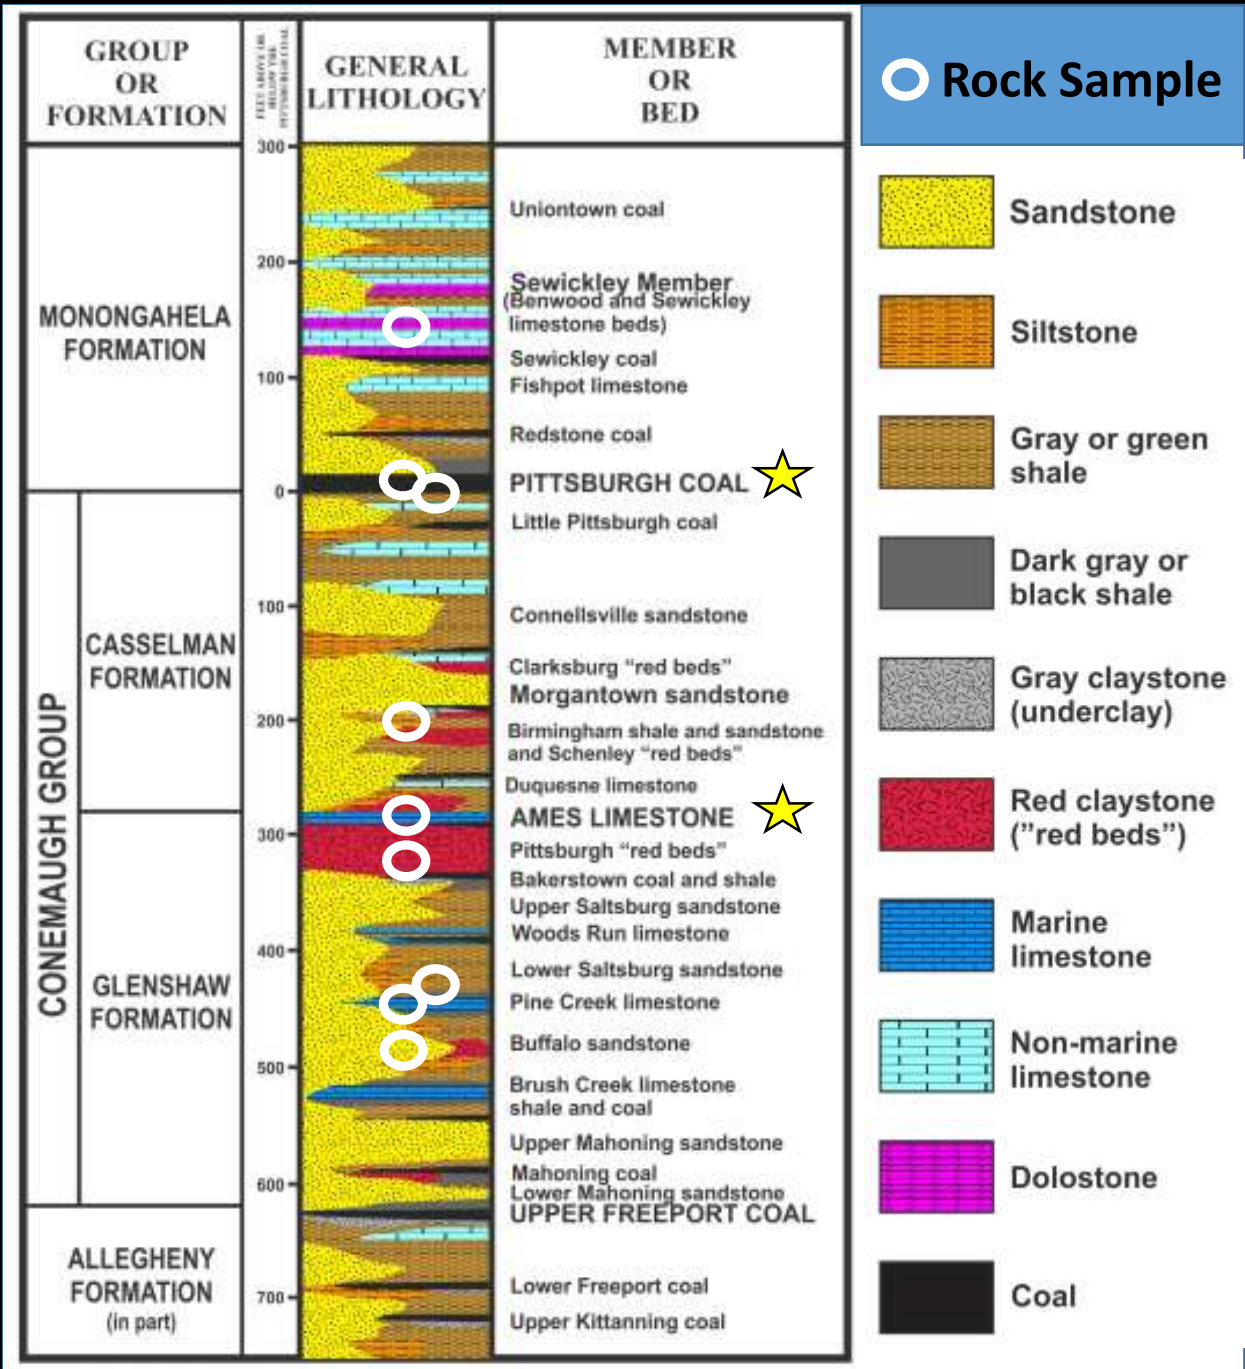 GROUP
OR
FORMATION
FEET ABOVE OR
BELOW THE
PITTSBURGH COAL
GENERAL
LITHOLOGY
MEMBER
OR
BED
Rock Sample
300
200
100
0
100
200
300
400
500
600
700
MONONGAHELA
FORMATION
CONEMAUGH GROUP
CASSELMAN
FORMATION
GLENSHAW
FORMATION
ALLEGHENY
FORMATION
(in part)
Uniontown coal
Sewickley Member
(Benwood and Sewickley
limestone beds)
Sewickley coal
Fishpot limestone
Redstone coal
PITTSBURGH COAL
Little Pittsburgh coal
Connellsville sandstone
Clarksburg “red beds”
Morgantown sandstone
Birmingham shale and sandstone
and Schenley “red beds”
Duquesne limestone
AMES LIMESTONE
Pittsburgh “red beds”
Bakerstown coal and shale
Upper Saltsburg sandstone
Woods Run limestone
Lower Saltsburg sandstone
Pine Creek limestone
Buffalo sandstone
Brush Creek limestone
shale and coal
Upper Mahoning sandstone
Mahoning coal
Lower Mahoning sandstone
UPPER FREEPORT COAL
Lower Freeport coal
Upper Kittanning coal
Sandstone
Siltstone
Gray or green
shale
Dark gray or
black shale
Gray claystone
(underclay)
Red claystone
(”red beds”)
Marine
limestone
Non-marine
limestone
Dolostone
Coal